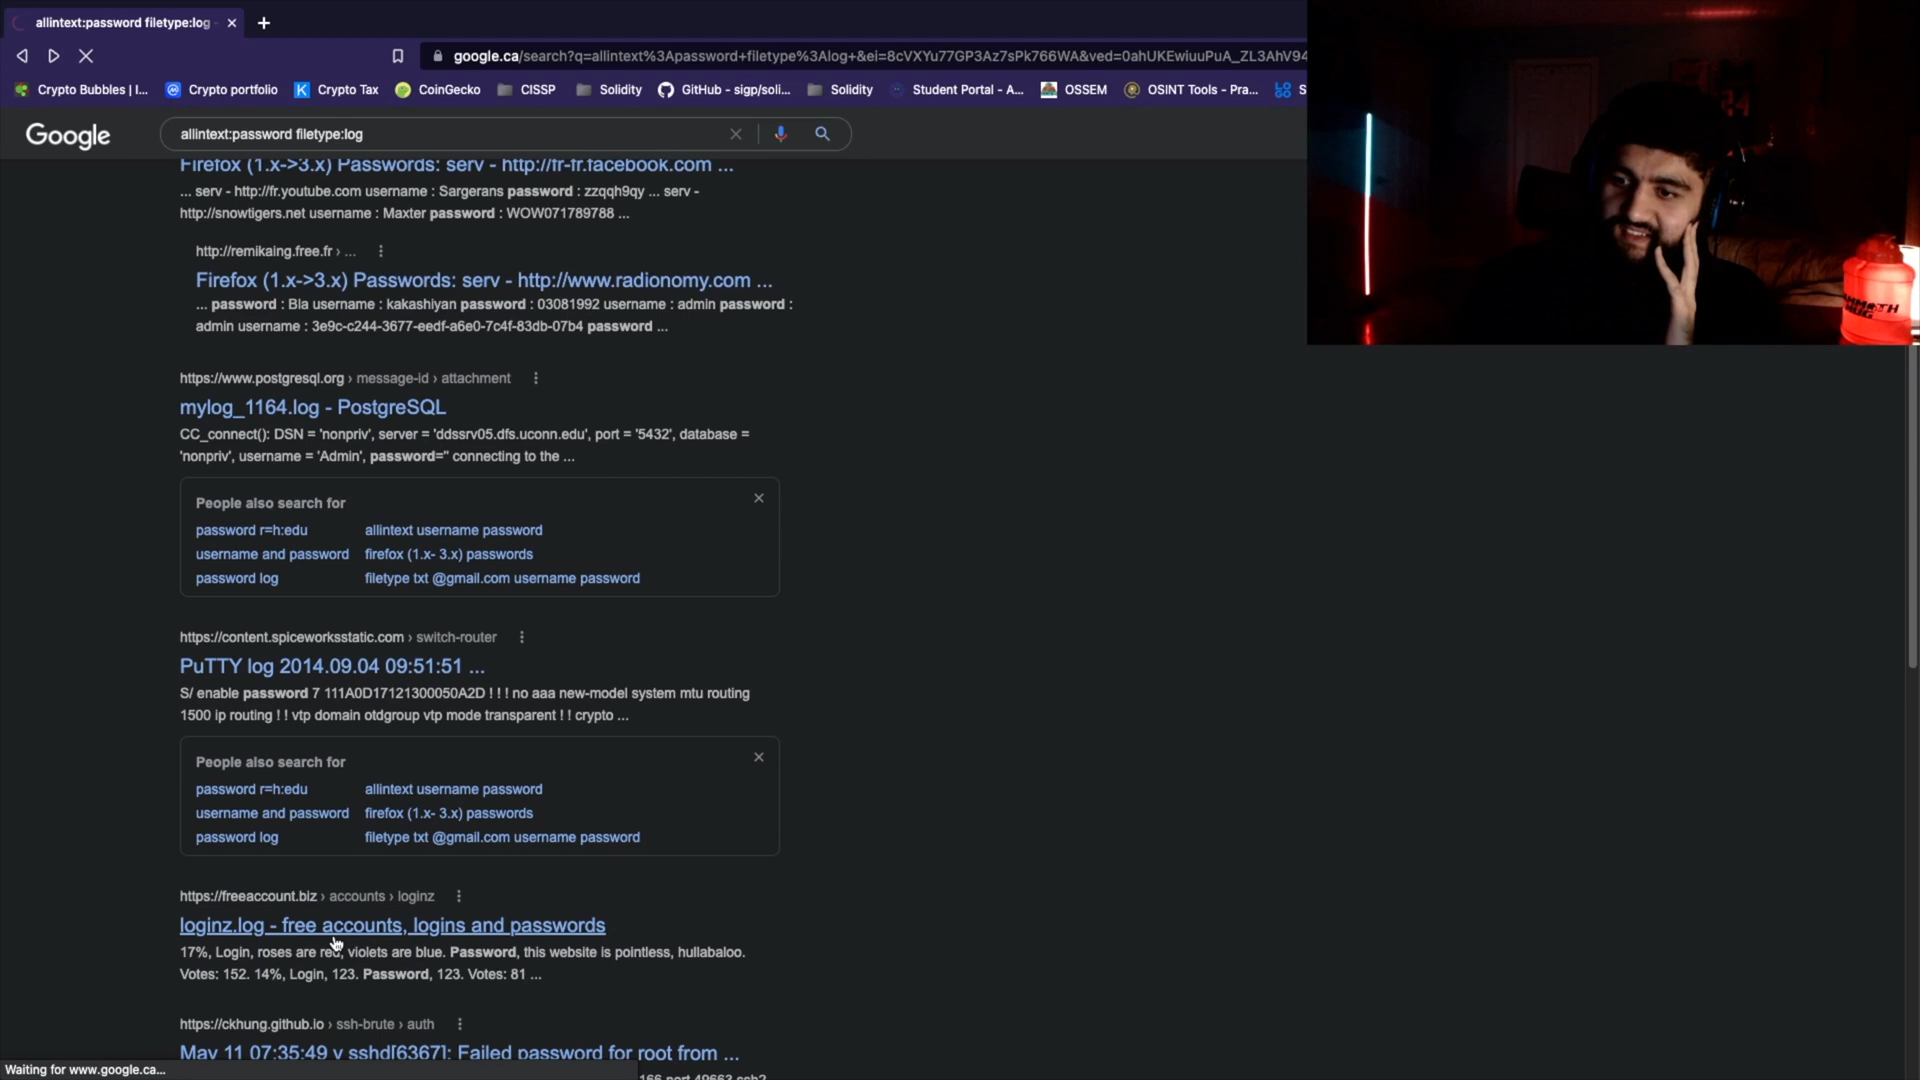 allintext:password filetype:log
google.ca/search?q=allintext%3Apassword+filetype%3Alog+&ei=8cVXYu77GP3Az7sPk766WA&ved=0ahUKEwiuuPuA_ZL3AhV94
Crypto Bubbles | I... Crypto portfolio Crypto Tax CoinGecko CISSP Solidity GitHub - sigp/soli... Solidity Student Portal - A... OSSEM OSINT Tools - Pra... S
Google allintext:password filetype:log
Firefox (1.x->3.x) Passwords: serv - http://fr-fr.facebook.com ...
... serv - http://fr.youtube.com username : Sargerans password : zzqqh9qy ... serv -
http://snowtigers.net username : Maxter password : WOW071789788 ...
http://remikaing.free.fr › ...
Firefox (1.x->3.x) Passwords: serv - http://www.radionomy.com ...
... password : Bla username : kakashiyan password : 03081992 username : admin password :
admin username : 3e9c-c244-3677-eedf-a6e0-7c4f-83db-07b4 password ...
https://www.postgresql.org › message-id › attachment
mylog_1164.log - PostgreSQL
CC_connect(): DSN = 'nonpriv', server = 'ddssrv05.dfs.uconn.edu', port = '5432', database =
'nonpriv', username = 'Admin', password='' connecting to the ...
People also search for
password r=h:edu allintext username password
username and password firefox (1.x- 3.x) passwords
password log filetype txt @gmail.com username password
https://content.spiceworksstatic.com › switch-router
PuTTY log 2014.09.04 09:51:51 ...
S/ enable password 7 111A0D17121300050A2D ! ! ! no aaa new-model system mtu routing
1500 ip routing ! ! vtp domain otdgroup vtp mode transparent ! ! crypto ...
People also search for
password r=h:edu allintext username password
username and password firefox (1.x- 3.x) passwords
password log filetype txt @gmail.com username password
https://freeaccount.biz › accounts › loginz
loginz.log - free accounts, logins and passwords
17%, Login, roses are red, violets are blue. Password, this website is pointless, hullabaloo.
Votes: 152. 14%, Login, 123. Password, 123. Votes: 81 ...
https://ckhung.github.io › ssh-brute › auth
May 11 07:35:49 v sshd[6367]: Failed password for root from ...
Waiting for www.google.ca...